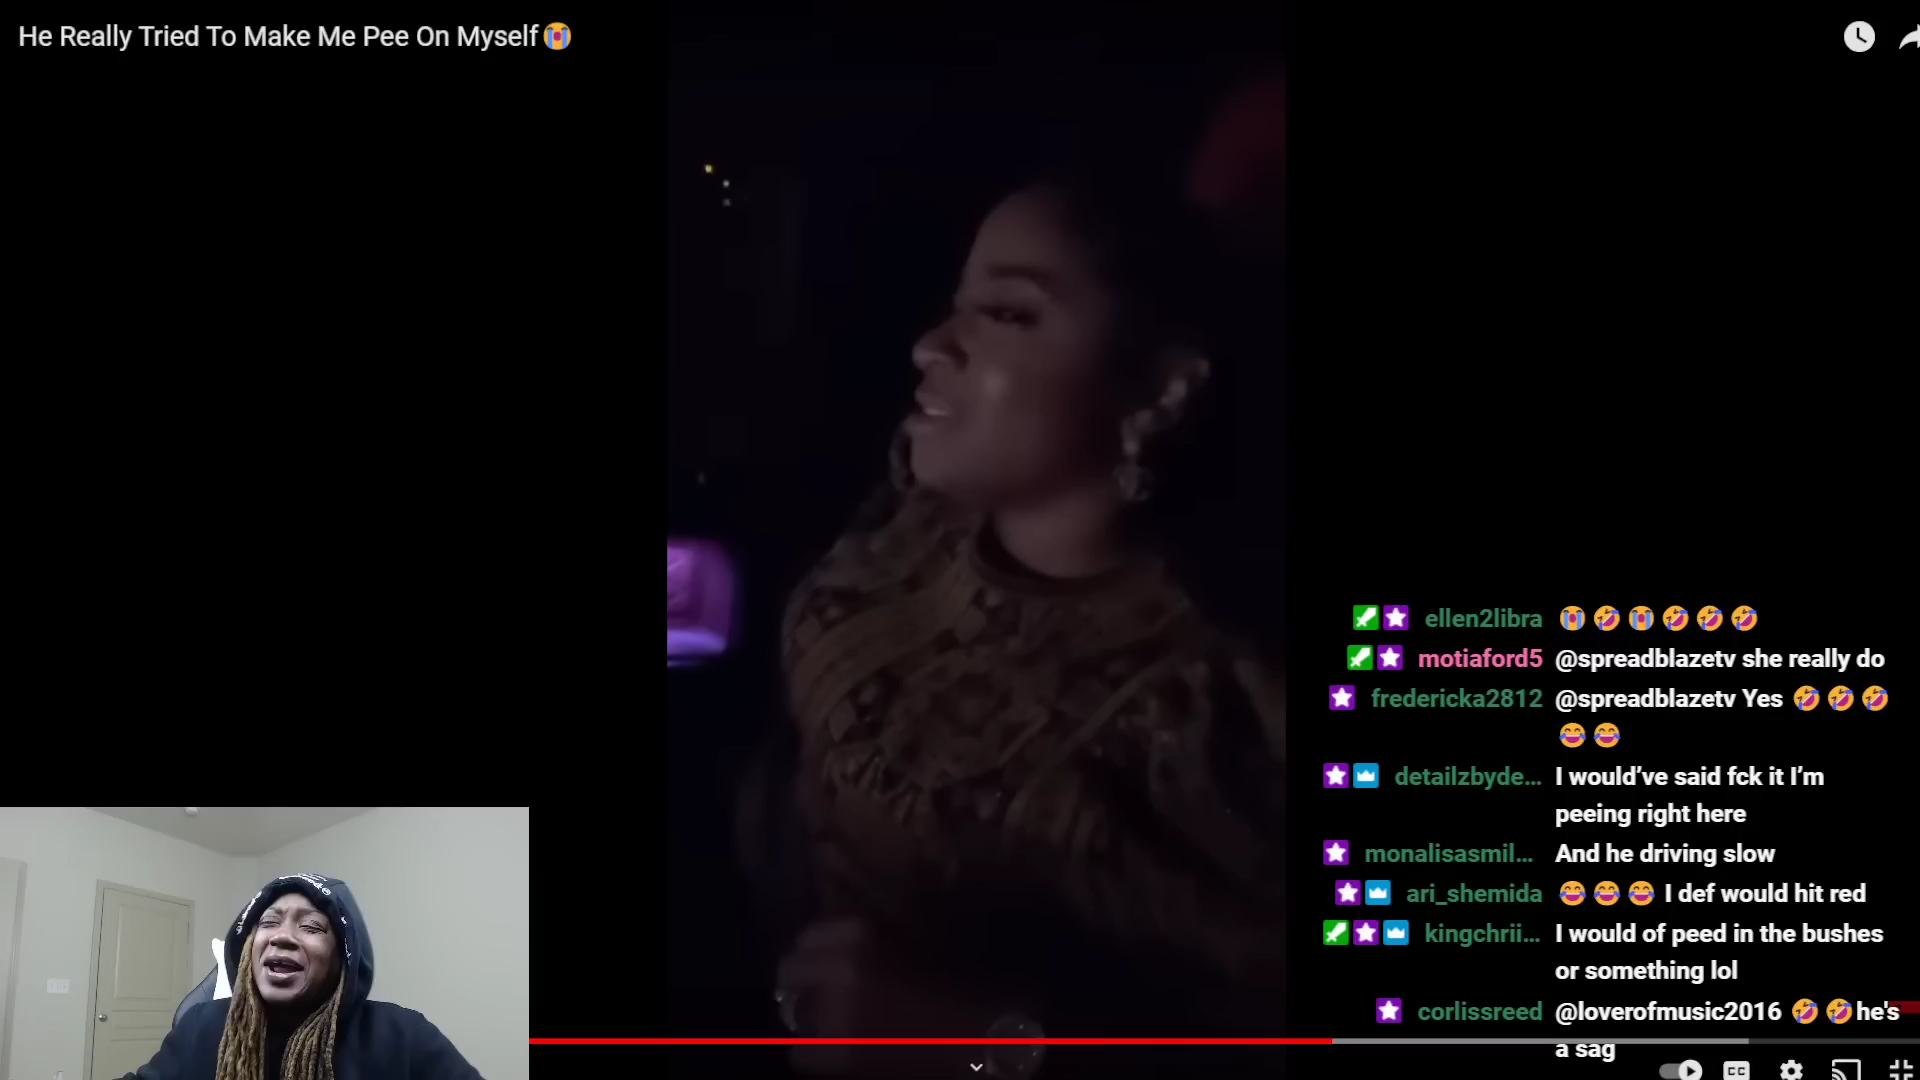 He Really Tried To Make Me Pee On Myself😭
ellen2libra 😭🤣😭🤣🤣🤣
motiaford5 @spreadblazetv she really do
fredericka2812 @spreadblazetv Yes 🤣🤣🤣
😂😂
detailzbyde... I would’ve said fck it I’m
peeing right here
monalisasmil... And he driving slow
ari_shemida 😂😂😂 I def would hit red
kingchrii... I would of peed in the bushes
or something lol
corlissreed @loverofmusic2016 🤣🤣he's
a sag
CC